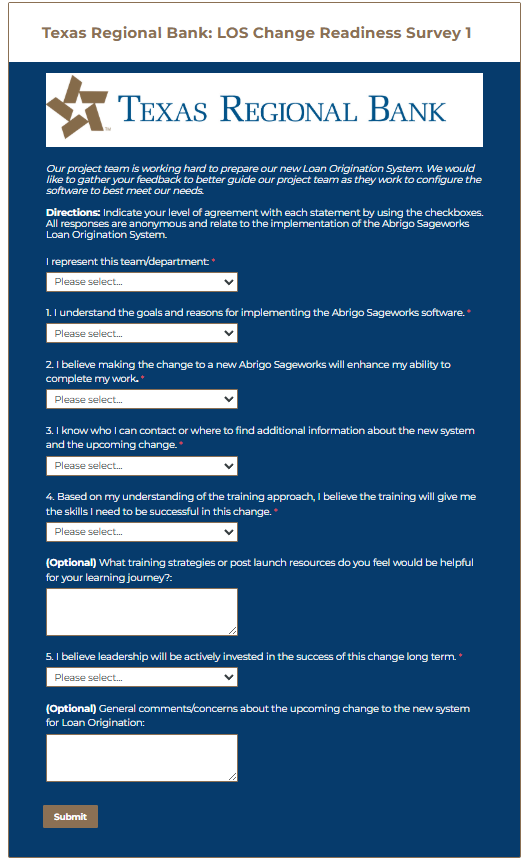 Texas Regional Bank: LOS Change Readiness Survey 1
TEXAS REGIONAL BANK
TM
Our project team is working hard to prepare our new Loan Origination System. We would
like to gather your feedback to better guide our project team as they work to configure the
software to best meet our needs.
Directions: Indicate your level of agreement with each statement by using the checkboxes.
All responses are anonymous and relate to the implementation of the Abrigo Sageworks
Loan Origination System.
I represent this team/department: *
Please select...
1. I understand the goals and reasons for implementing the Abrigo Sageworks software. *
Please select...
2. I believe making the change to a new Abrigo Sageworks will enhance my ability to
complete my work. *
Please select...
3. I know who I can contact or where to find additional information about the new system
and the upcoming change. *
Please select...
4. Based on my understanding of the training approach, I believe the training will give me
the skills I need to be successful in this change. *
Please select...
(Optional) What training strategies or post launch resources do you feel would be helpful
for your learning journey?:
5. I believe leadership will be actively invested in the success of this change long term. *
Please select...
(Optional) General comments/concerns about the upcoming change to the new system
for Loan Origination:
Submit